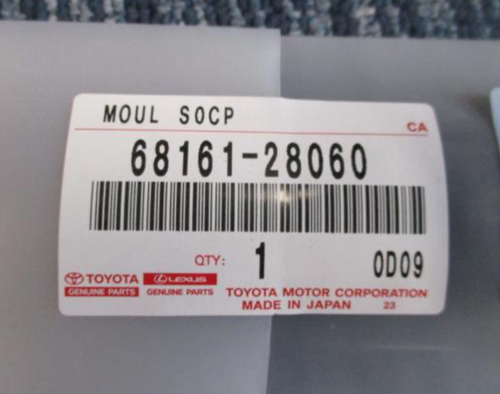 MOUL SOCP
CA
68161-28060
QTY: 1 0D09
TOYOTA LEXUS
GENUINE PARTS GENUINE PARTS
TOYOTA MOTOR CORPORATION
MADE IN JAPAN 23